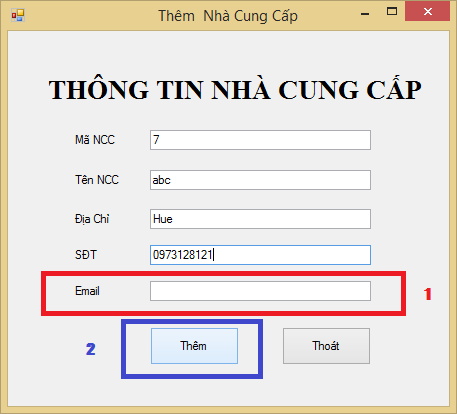 Thêm Nhà Cung Cấp
THÔNG TIN NHÀ CUNG CẤP
Mã NCC 7
Tên NCC abc
Địa Chỉ Hue
SĐT 0973128121
Email
1
2
Thêm Thoát